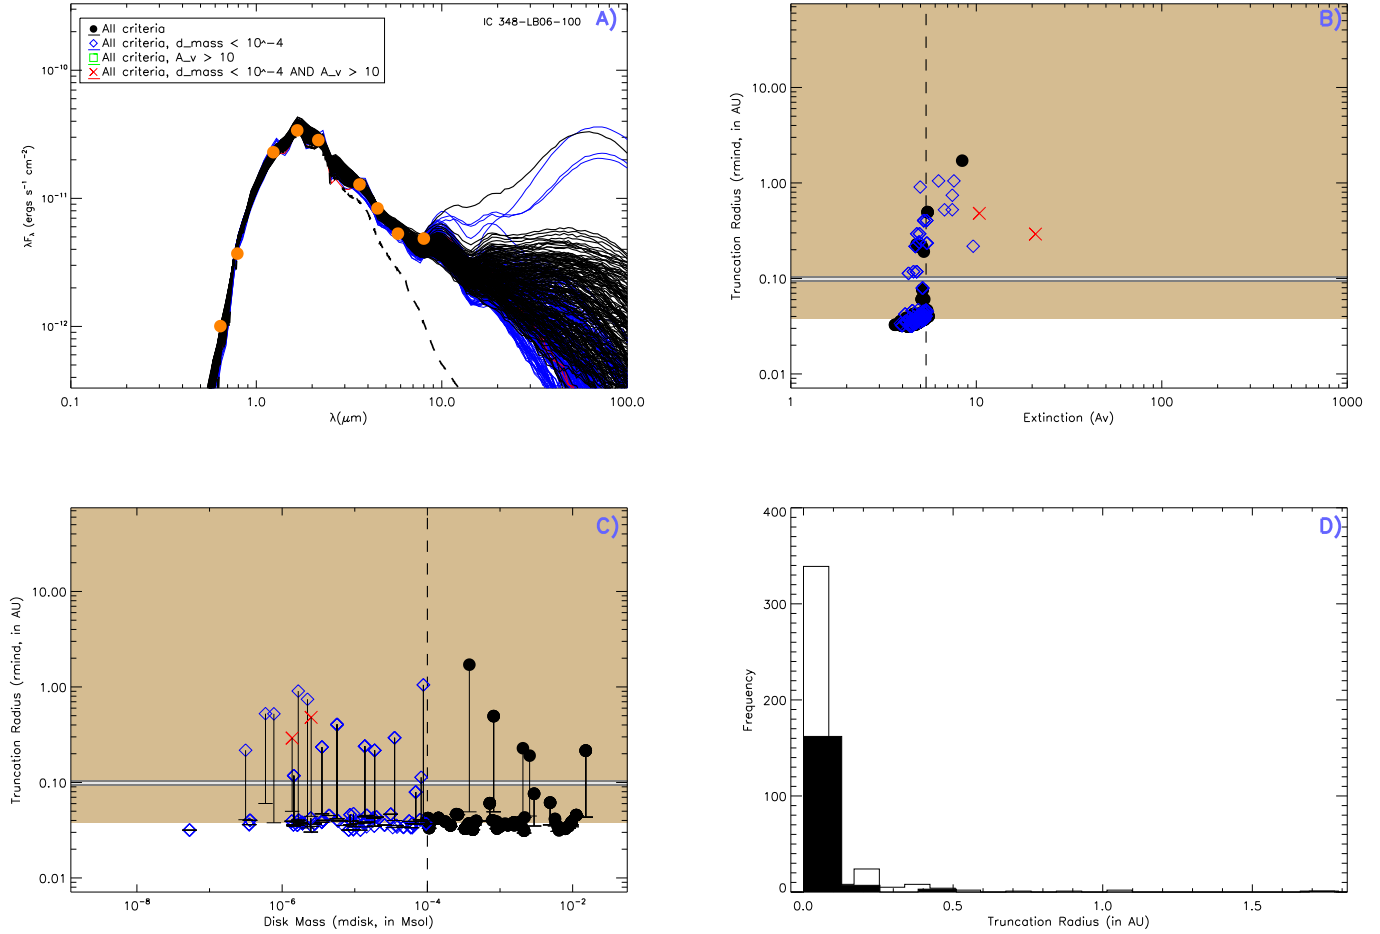 IC 348-LB06-100
A)
All criteria
All criteria, d_mass < 10^-4
All criteria, A_v > 10
All criteria, d_mass < 10^-4 AND A_v > 10
λFλ (ergs s⁻¹ cm⁻²)
10⁻¹⁰
10⁻¹¹
10⁻¹²
0.1 1.0 10.0 100.0
λ(μm)
B)
Truncation Radius (rmind, in AU)
10.00
1.00
0.10
0.01
1 10 100 1000
Extinction (Av)
C)
Truncation Radius (rmind, in AU)
10.00
1.00
0.10
0.01
10⁻⁸ 10⁻⁶ 10⁻⁴ 10⁻²
Disk Mass (mdisk, in Msol)
D)
Frequency
400
300
200
100
0
0.0 0.5 1.0 1.5
Truncation Radius (in AU)